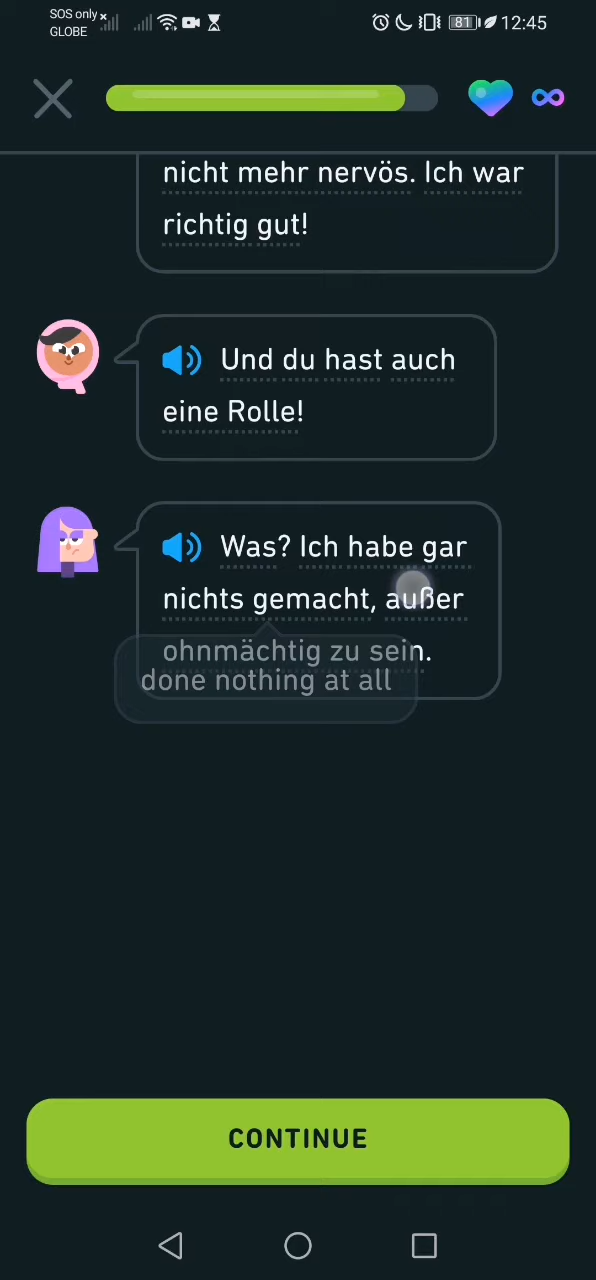 SOS only
GLOBE
81
12:45
nicht mehr nervös. Ich war
richtig gut!
Und du hast auch
eine Rolle!
Was? Ich habe gar
nichts gemacht, außer
ohnmächtig zu sein.
done nothing at all
CONTINUE